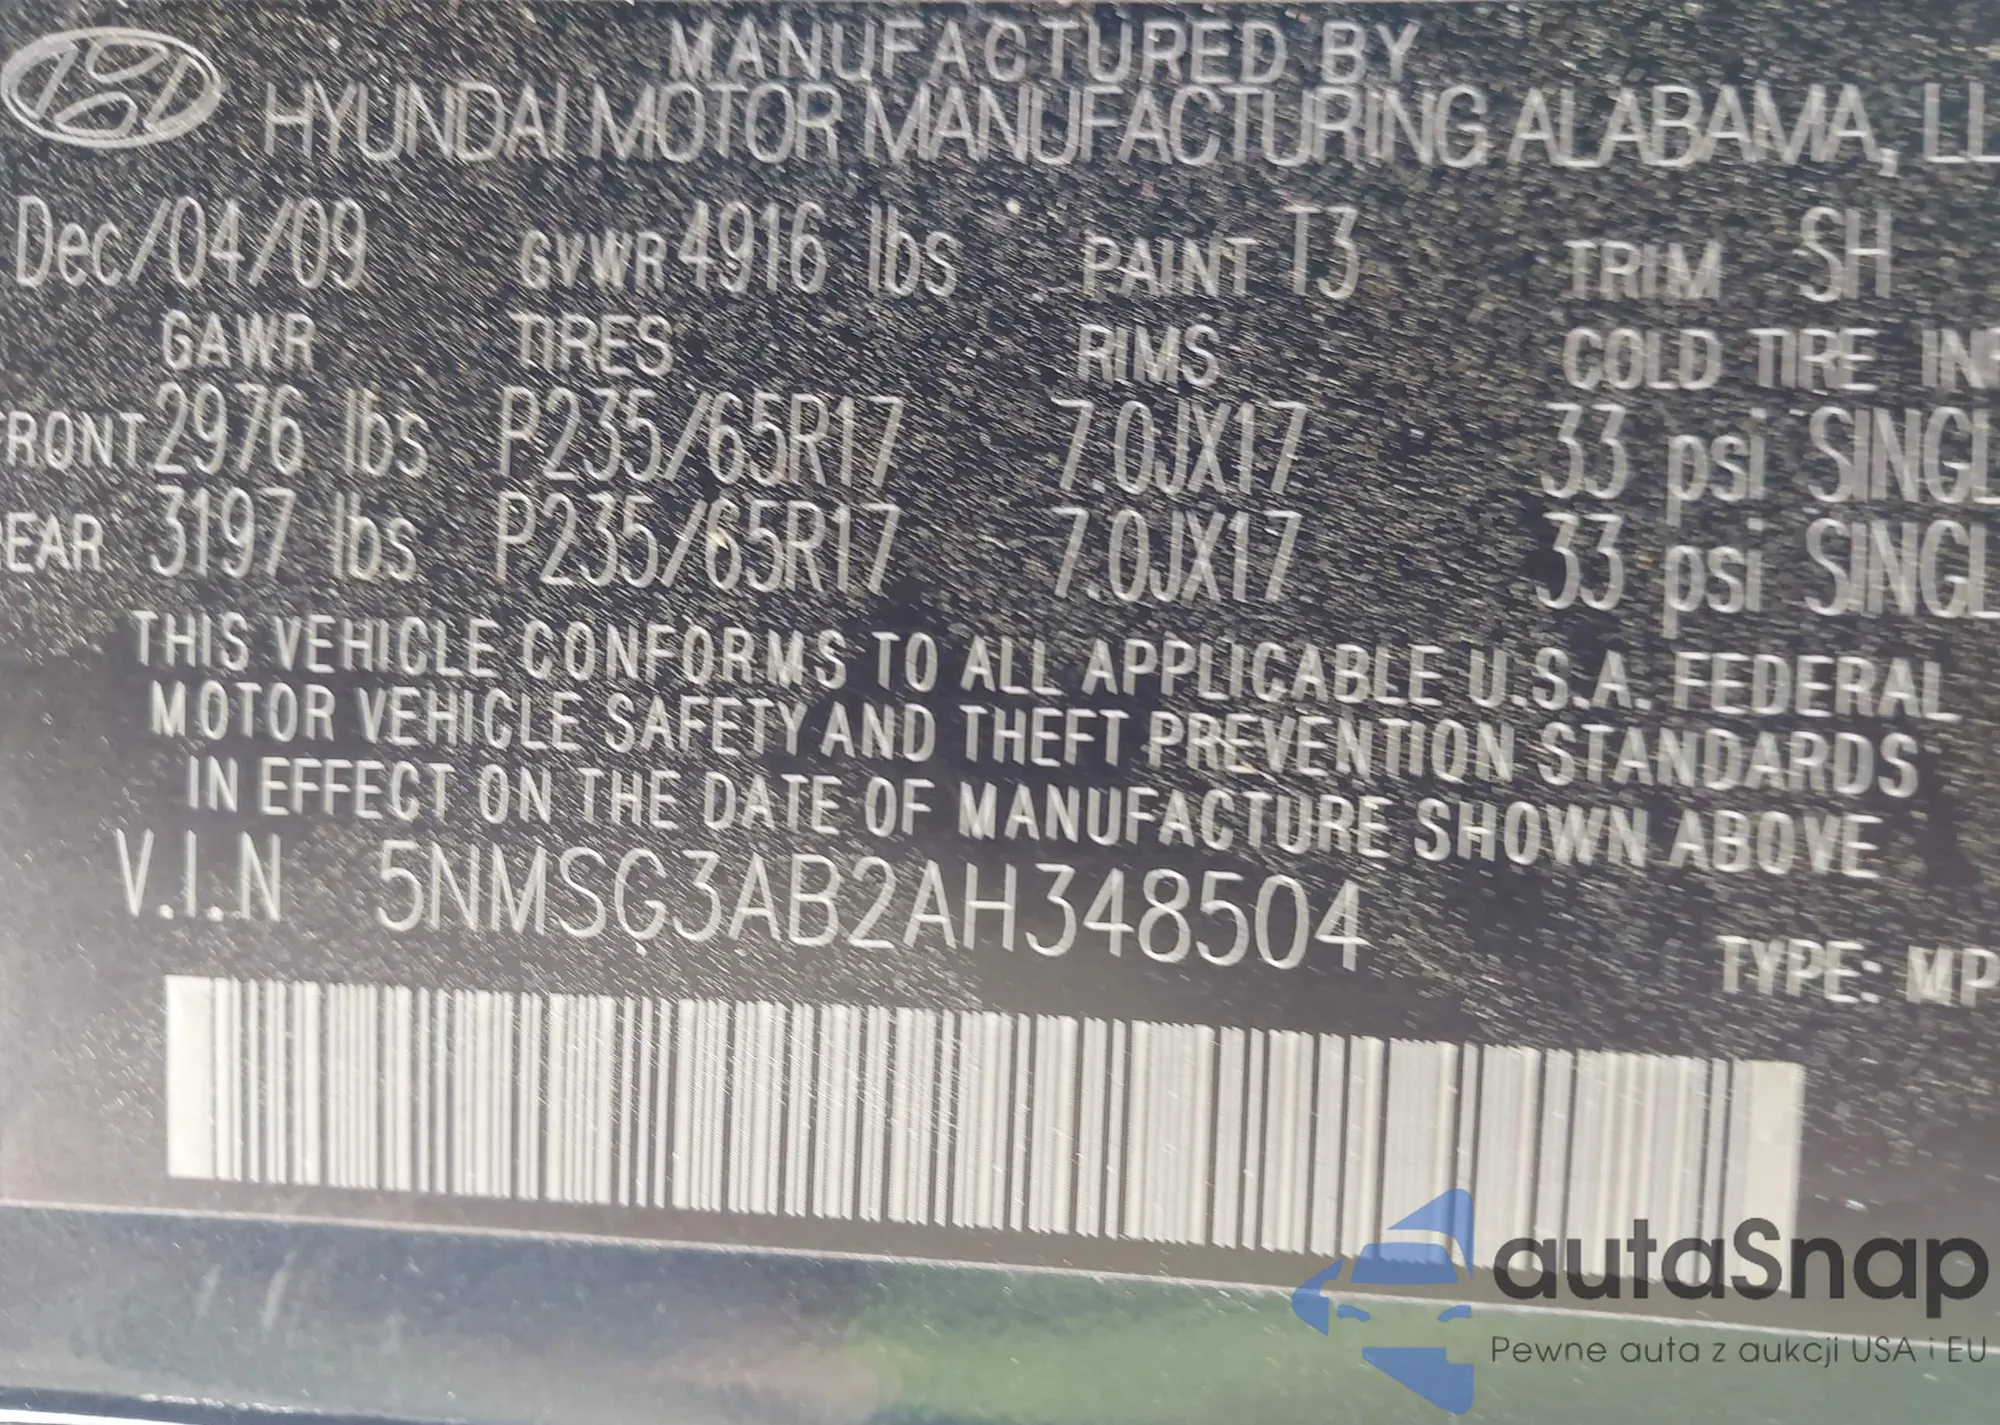 MANUFACTURED BY
HYUNDAI MOTOR MANUFACTURING ALABAMA, LL
Dec/04/09 GVWR 4916 lbs PAINT T3 TRIM SH
GAWR TIRES RIMS COLD TIRE INF
FRONT 2976 lbs P235/65R17 7.0JX17 33 psi SINGL
REAR 3197 lbs P235/65R17 7.0JX17 33 psi SINGL
THIS VEHICLE CONFORMS TO ALL APPLICABLE U.S.A. FEDERAL
MOTOR VEHICLE SAFETY AND THEFT PREVENTION STANDARDS
IN EFFECT ON THE DATE OF MANUFACTURE SHOWN ABOVE
V.I.N 5NMSG3AB2AH348504
TYPE: MP
autaSnap
Pewne auta z aukcji USA i EU